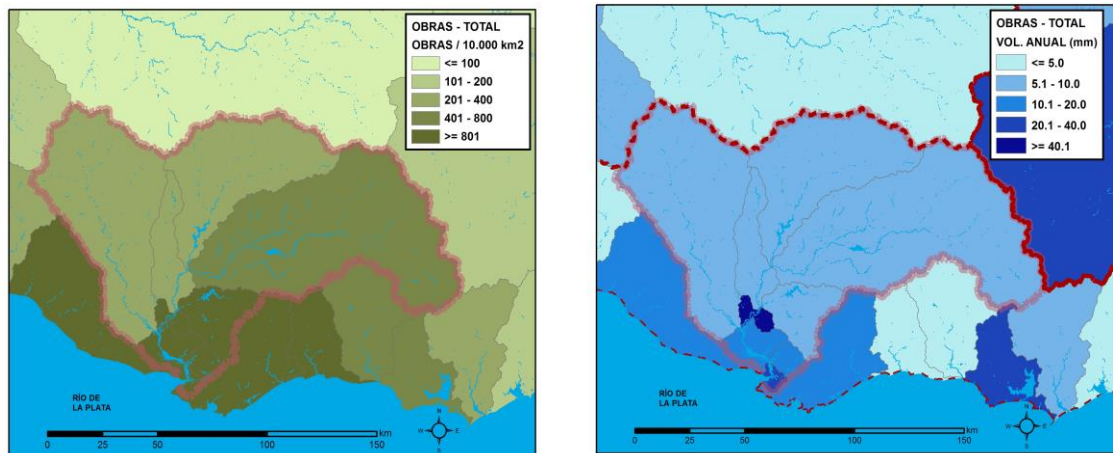 OBRAS - TOTAL
OBRAS / 10.000 km2
<= 100
101 - 200
201 - 400
401 - 800
>= 801
RÍO DE
LA PLATA
N
W
E
S
km
0
50
100
150
OBRAS - TOTAL
VOL. ANUAL (mm)
<= 5.0
5.1 - 10.0
10.1 - 20.0
20.1 - 40.0
>= 40.1
RÍO DE
LA PLATA
N
W
E
S
km
0
50
100
150